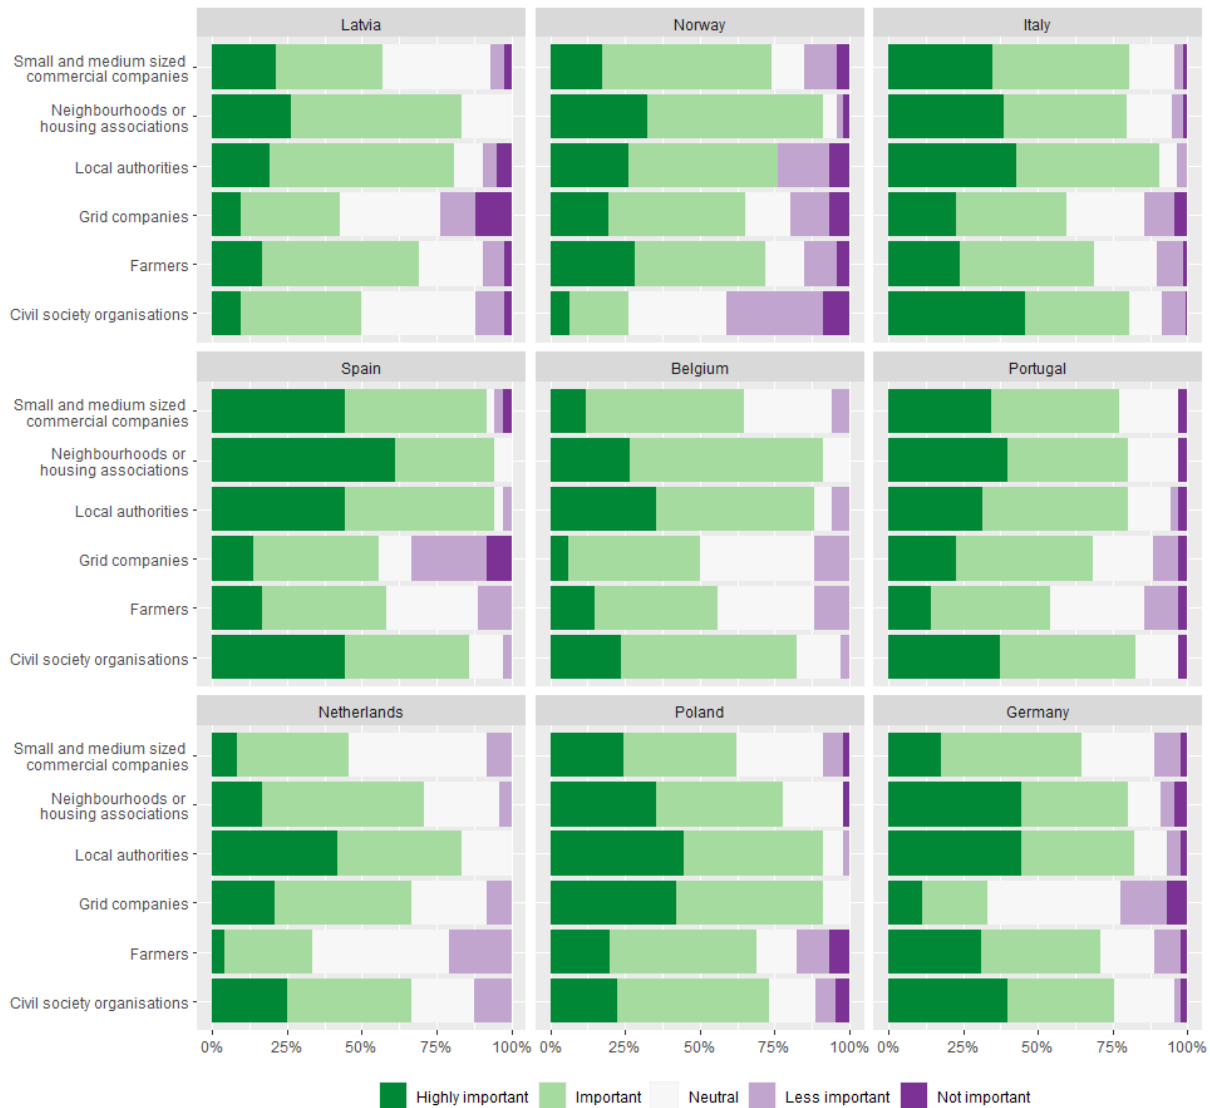 Latvia
Norway
Italy
Small and medium sized
commercial companies
Neighbourhoods or
housing associations
Local authorities
Grid companies
Farmers
Civil society organisations
Spain
Belgium
Portugal
Small and medium sized
commercial companies
Neighbourhoods or
housing associations
Local authorities
Grid companies
Farmers
Civil society organisations
Netherlands
Poland
Germany
Small and medium sized
commercial companies
Neighbourhoods or
housing associations
Local authorities
Grid companies
Farmers
Civil society organisations
0% 25% 50% 75% 100% 0% 25% 50% 75% 100% 0% 25% 50% 75% 100%
Highly important Important Neutral Less important Not important